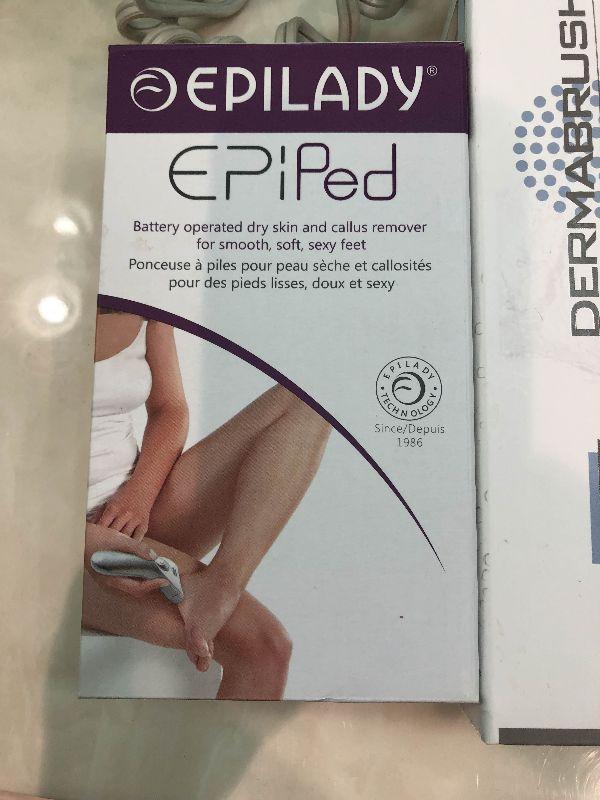 EPILADY®
EPiPed
Battery operated dry skin and callus remover
for smooth, soft, sexy feet
Ponceuse à piles pour peau sèche et callosités
pour des pieds lisses, doux et sexy
EPILADY
TECHNOLOGY
Since/Depuis
1986
DERMABRUSH